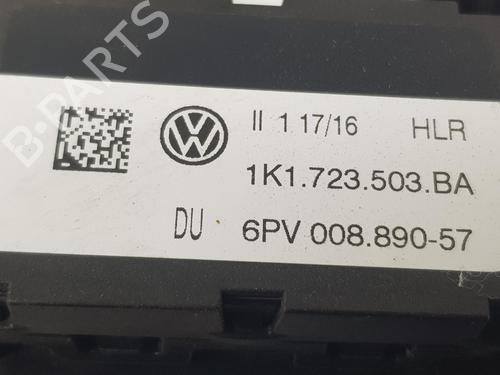 B-PARTS
II 1 17/16 HLR
1K1.723.503.BA
DU 6PV 008.890-57